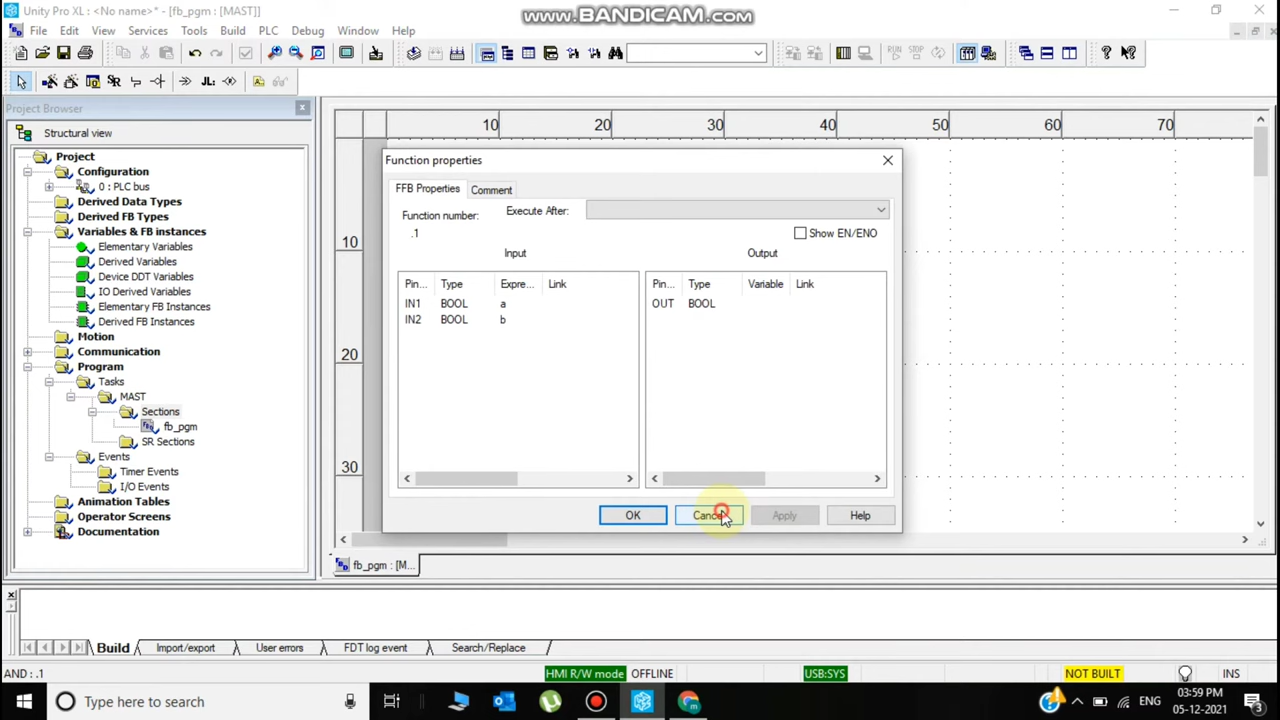 Unity Pro XL : <No name>* - [fb_pgm : [MAST]]
www.BANDICAM.com
File Edit View Services Tools Build PLC Debug Window Help
Project Browser
Structural view
Project
Configuration
0 : PLC bus
Derived Data Types
Derived FB Types
Variables & FB instances
Elementary Variables
Derived Variables
Device DDT Variables
IO Derived Variables
Elementary FB Instances
Derived FB Instances
Motion
Communication
Program
Tasks
MAST
Sections
fb_pgm
SR Sections
Events
Timer Events
I/O Events
Animation Tables
Operator Screens
Documentation
10 20 30 40 50 60 70
10
20
30
Function properties
FFB Properties Comment
Function number: Execute After:
.1 Show EN/ENO
Input Output
Pin... Type Expre... Link Pin... Type Variable Link
IN1 BOOL a OUT BOOL
IN2 BOOL b
OK Cancel Apply Help
fb_pgm : [M...
Build Import/export User errors FDT log event Search/Replace
AND : .1 HMI R/W mode OFFLINE USB:SYS NOT BUILT INS
Type here to search ENG 03:59 PM
05-12-2021 3